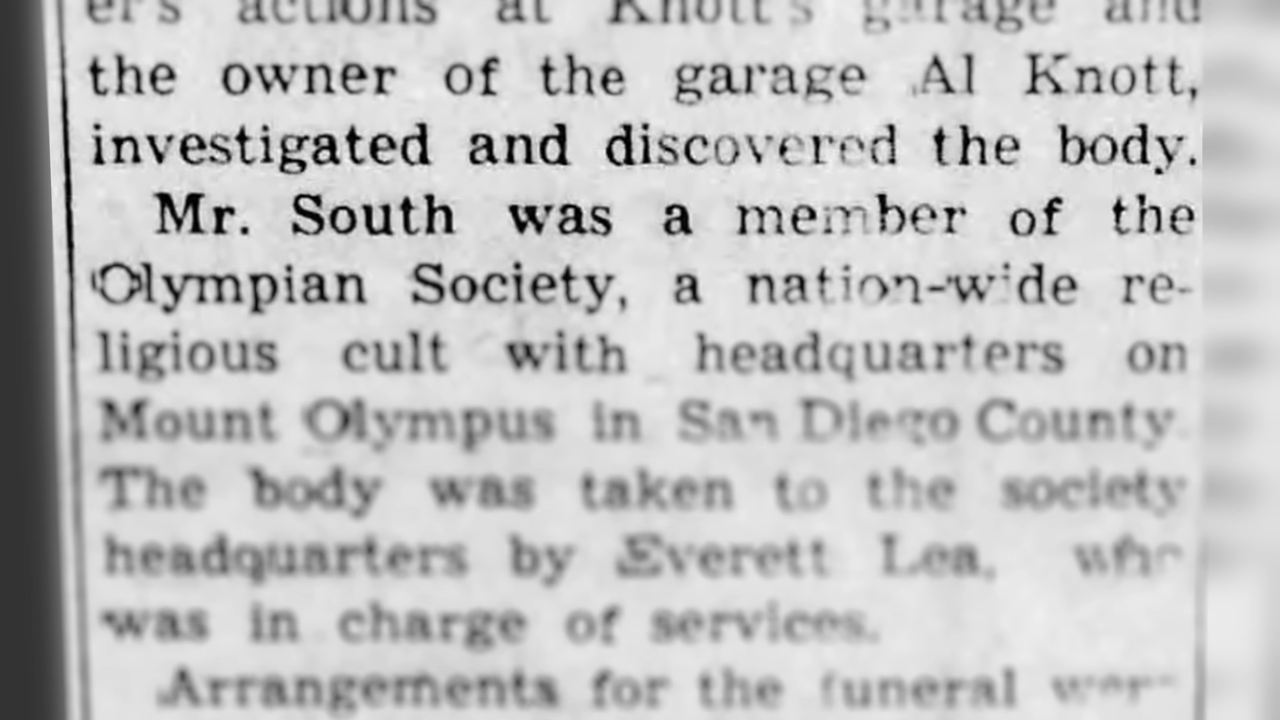 er's actions at Knott's garage and
the owner of the garage Al Knott,
investigated and discovered the body.
Mr. South was a member of the
Olympian Society, a nation-wide re-
ligious cult with headquarters on
Mount Olympus in San Diego County.
The body was taken to the society
headquarters by Everett Lea, who
was in charge of services.
Arrangements for the funeral wer-